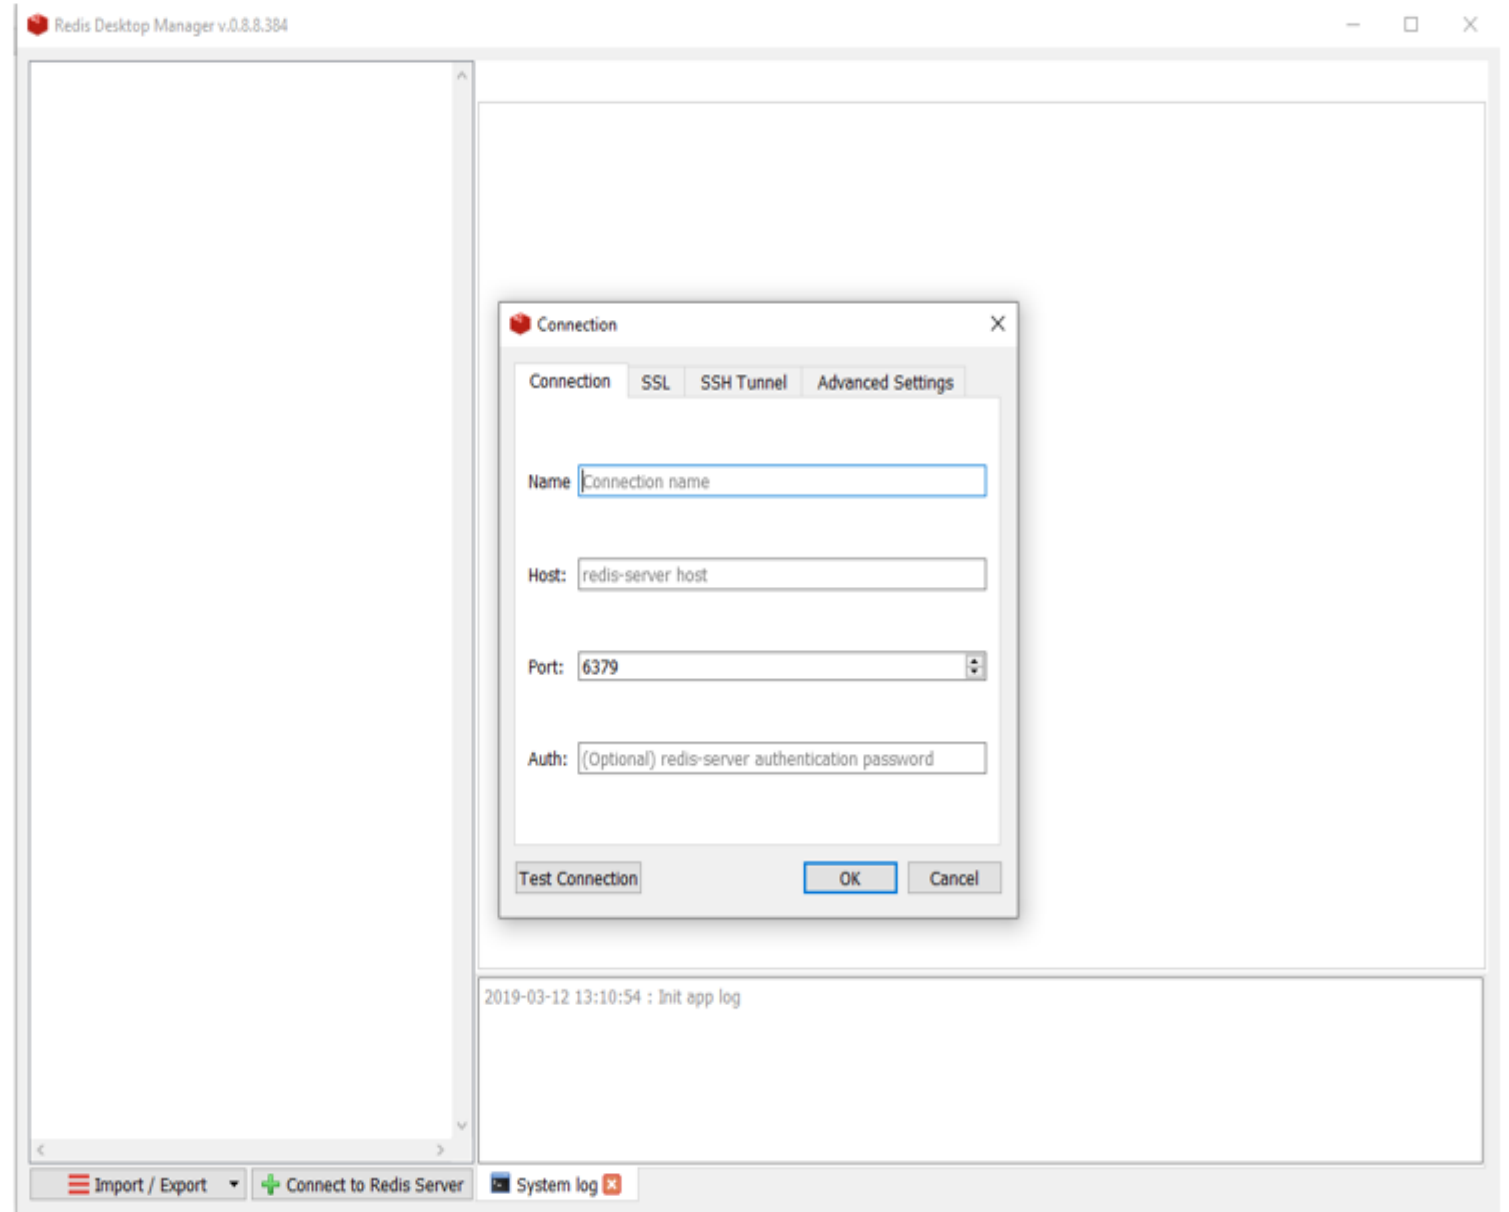 Redis Desktop Manager v.0.8.8.384
Connection
Connection SSL SSH Tunnel Advanced Settings
Name Connection name
Host: redis-server host
Port: 6379
Auth: (Optional) redis-server authentication password
Test Connection OK Cancel
2019-03-12 13:10:54 : Init app log
Import / Export Connect to Redis Server System log